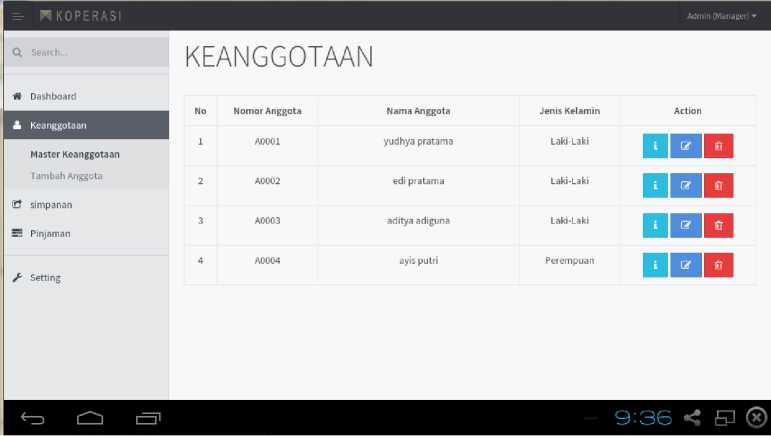 KOPERASI
Admin (Manager)
Search...
KEANGGOTAAN
Dashboard
Keanggotaan
Master Keanggotaan
Tambah Anggota
simpanan
Pinjaman
Setting
No Nomor Anggota Nama Anggota Jenis Kelamin Action
1 A0001 yudhya pratama Laki-Laki
2 A0002 edi pratama Laki-Laki
3 A0003 aditya adiguna Laki-Laki
4 A0004 ayis putri Perempuan
9:36